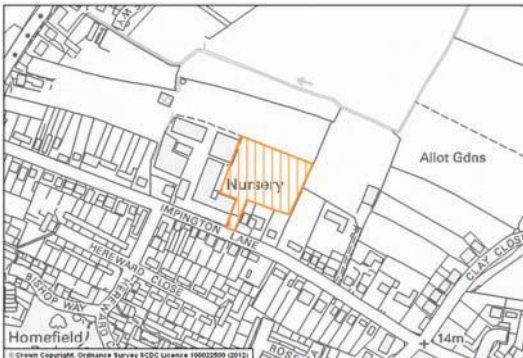 Allot Gdns
Nursery
IMPINGTON LANE
HEREWARD CLOSE
CLAY CLOSE
BISHOP WAY
Homefield
14m
© Crown Copyright. Ordnance Survey SCDC Licence 100022500 (2012)